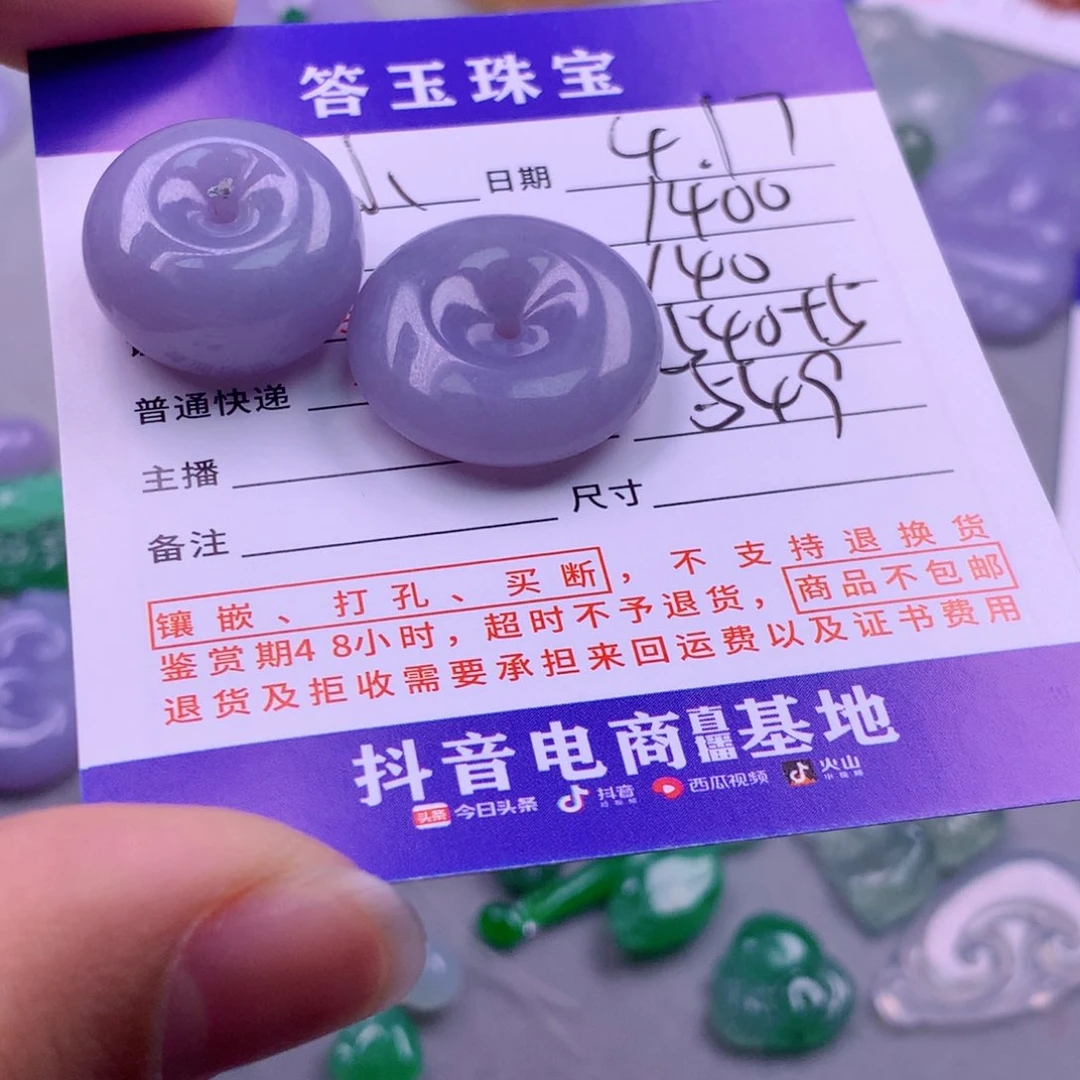 答玉珠宝
日期 4.17
1400
140
普通快递
主播
尺寸
备注
镶嵌、打孔、买断，不支持退换货
鉴赏期48小时，超时不予退货，商品不包邮
退货及拒收需要承担来回运费以及证书费用
抖音电商直播基地
头条 今日头条 抖音 西瓜视频 火山